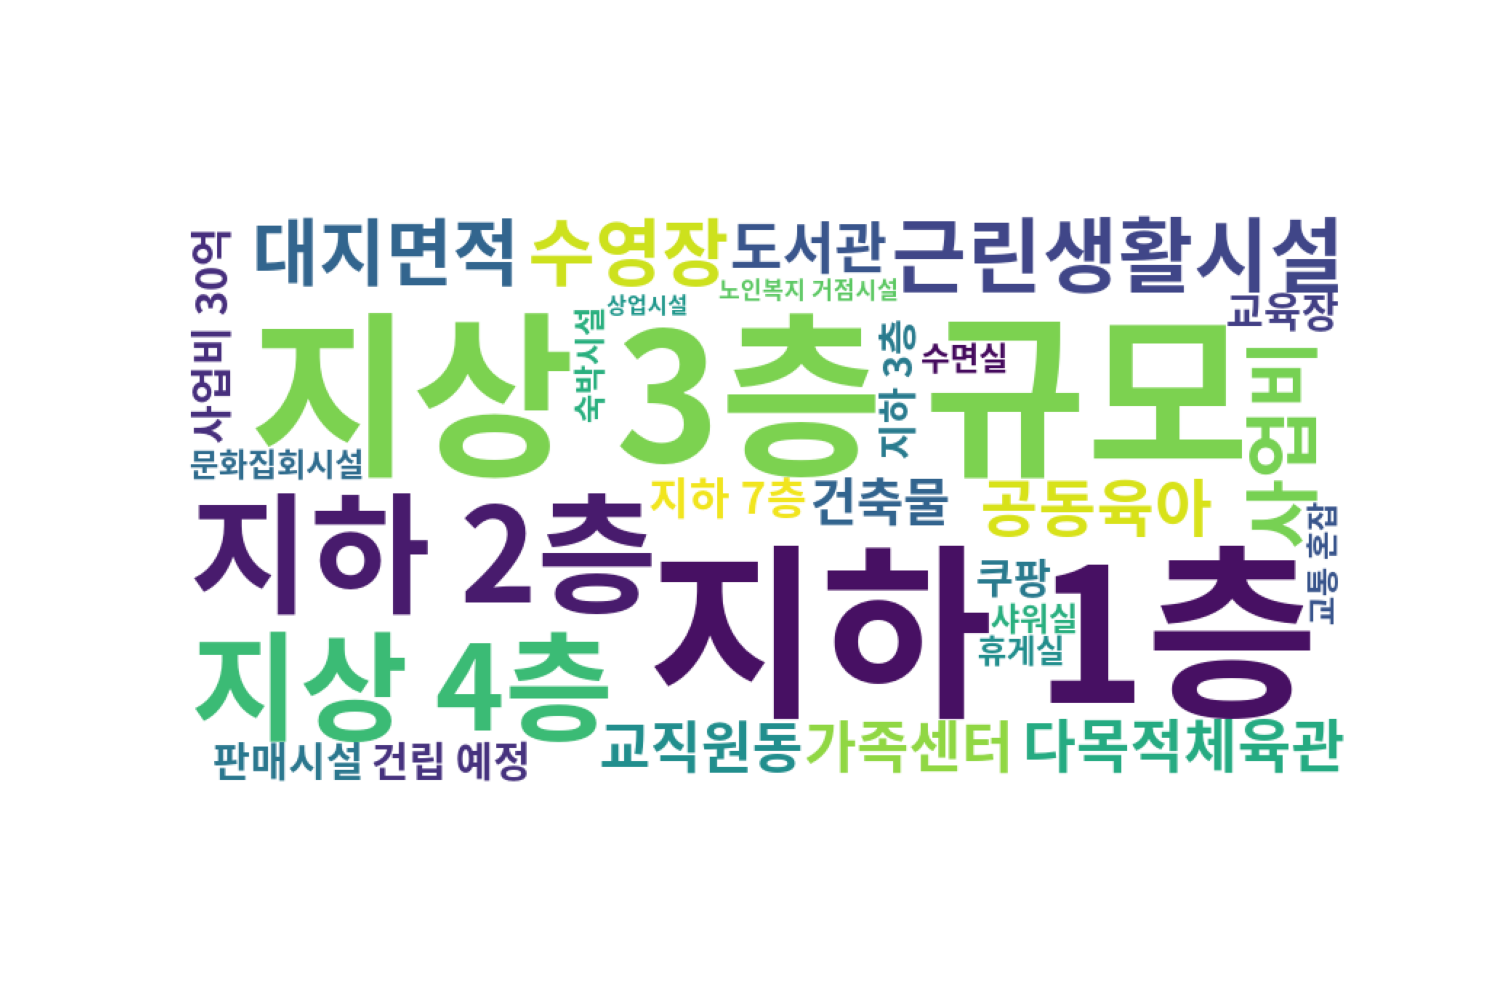 대지면적
수영장
도서관
근린생활시설
사업비 30억
노인복지 거점시설
상업시설
교육장
지상 3층 규모
숙박시설
지하 3층
수면실
사업비
문화집회시설
지하 2층
지하 7층
건축물
공동육아
교통 혼잡
지하1층
쿠팡
샤워실
휴게실
지상 4층
교직원동
가족센터
다목적체육관
판매시설
건립 예정